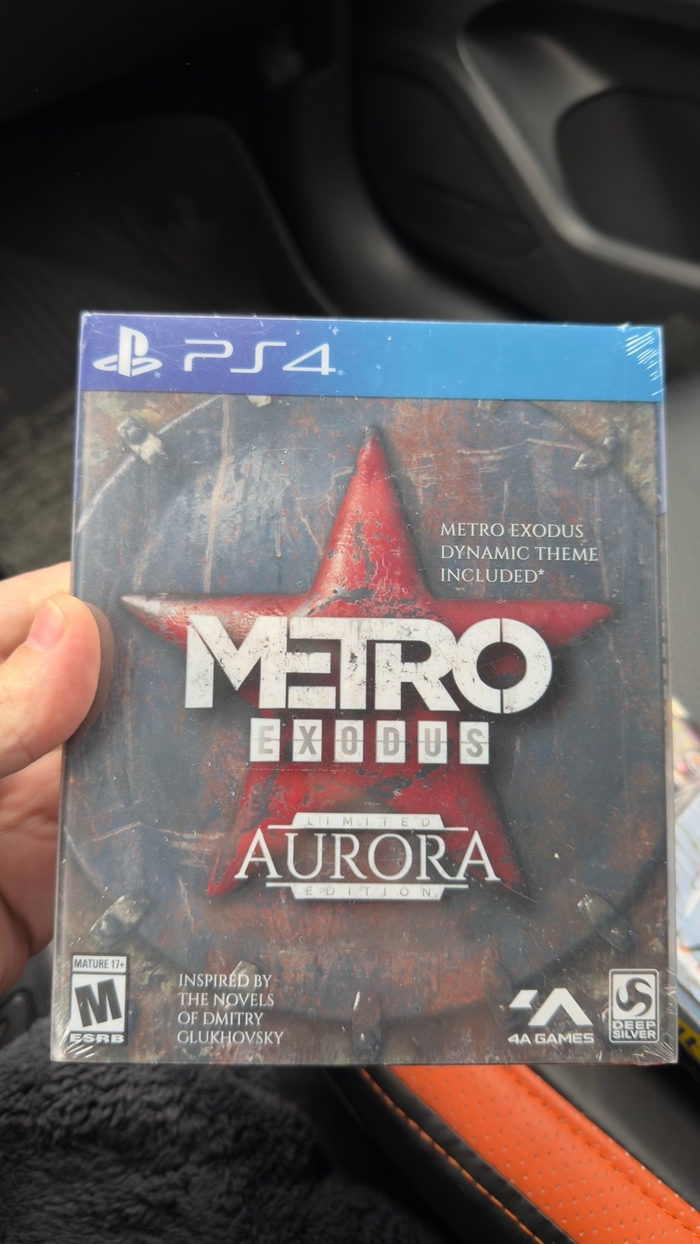 PS4
METRO EXODUS
DYNAMIC THEME
INCLUDED*
METRO
EXODUS
LIMITED
AURORA
EDITION
MATURE 17+
M
ESRB
INSPIRED BY
THE NOVELS
OF DMITRY
GLUKHOVSKY
4A GAMES
DEEP
SILVER